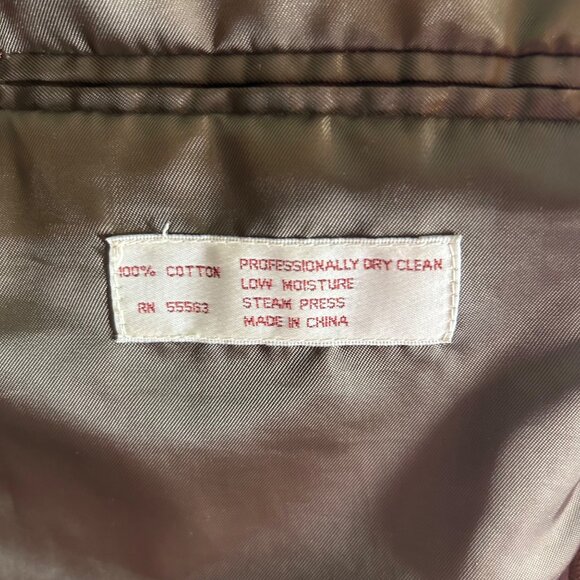 100% COTTON
RN 55563
PROFESSIONALLY DRY CLEAN
LOW MOISTURE
STEAM PRESS
MADE IN CHINA